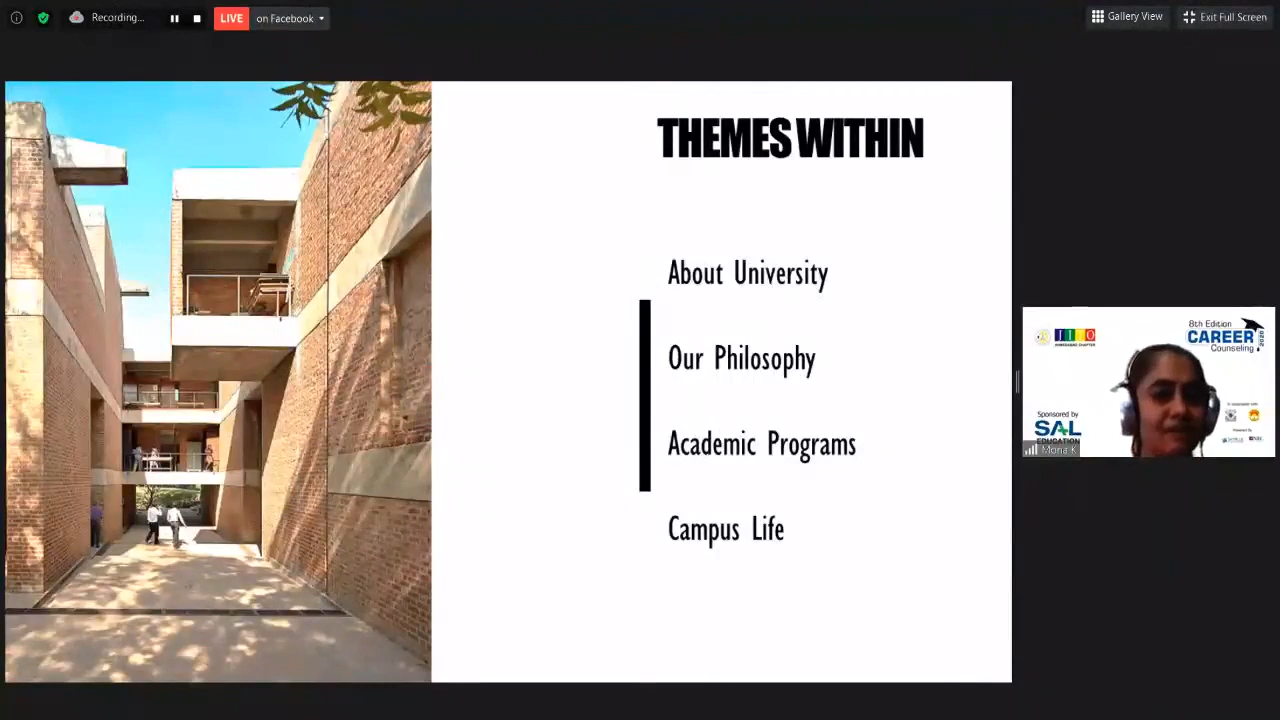 Recording...
LIVE
on Facebook
Gallery View
Exit Full Screen
THEMES WITHIN
About University
Our Philosophy
Academic Programs
Campus Life
8th Edition
CAREER
Counseling
Sponsored by
SAL
EDUCATION
Mona K